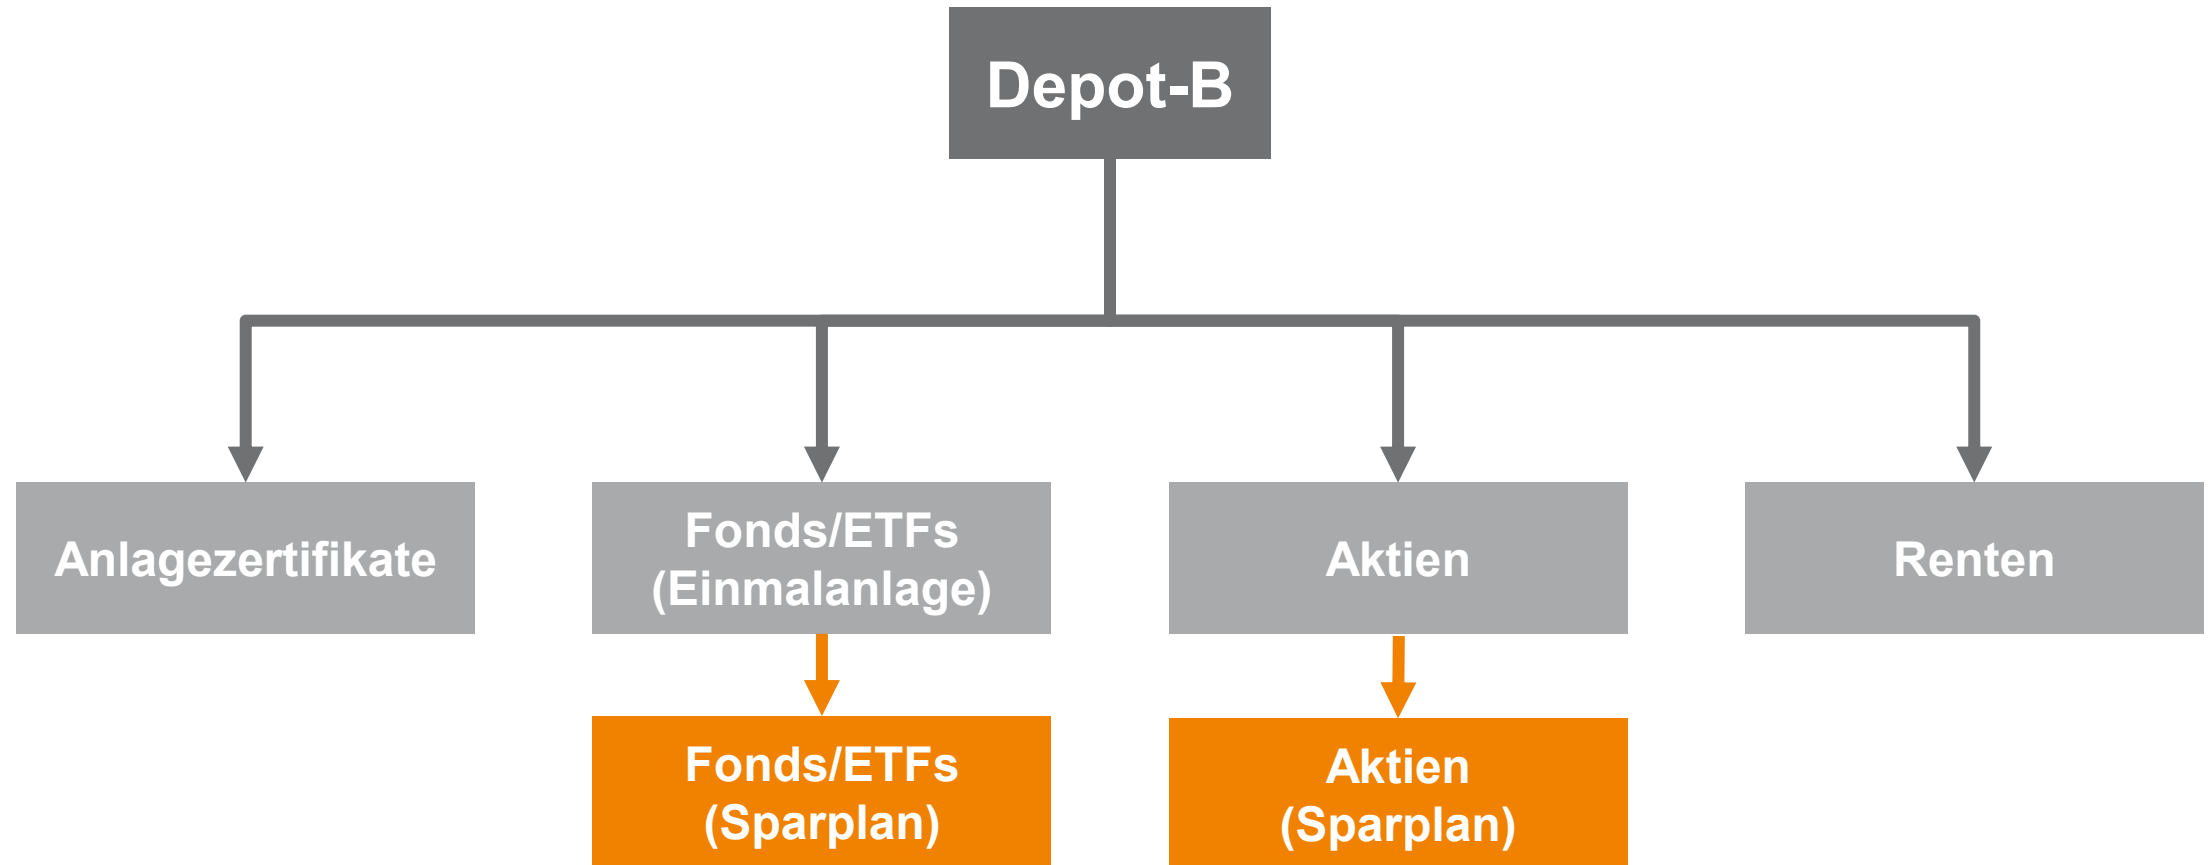 Depot-B
Anlagezertifikate
Fonds/ETFs
(Einmalanlage)
Aktien
Renten
Fonds/ETFs
(Sparplan)
Aktien
(Sparplan)